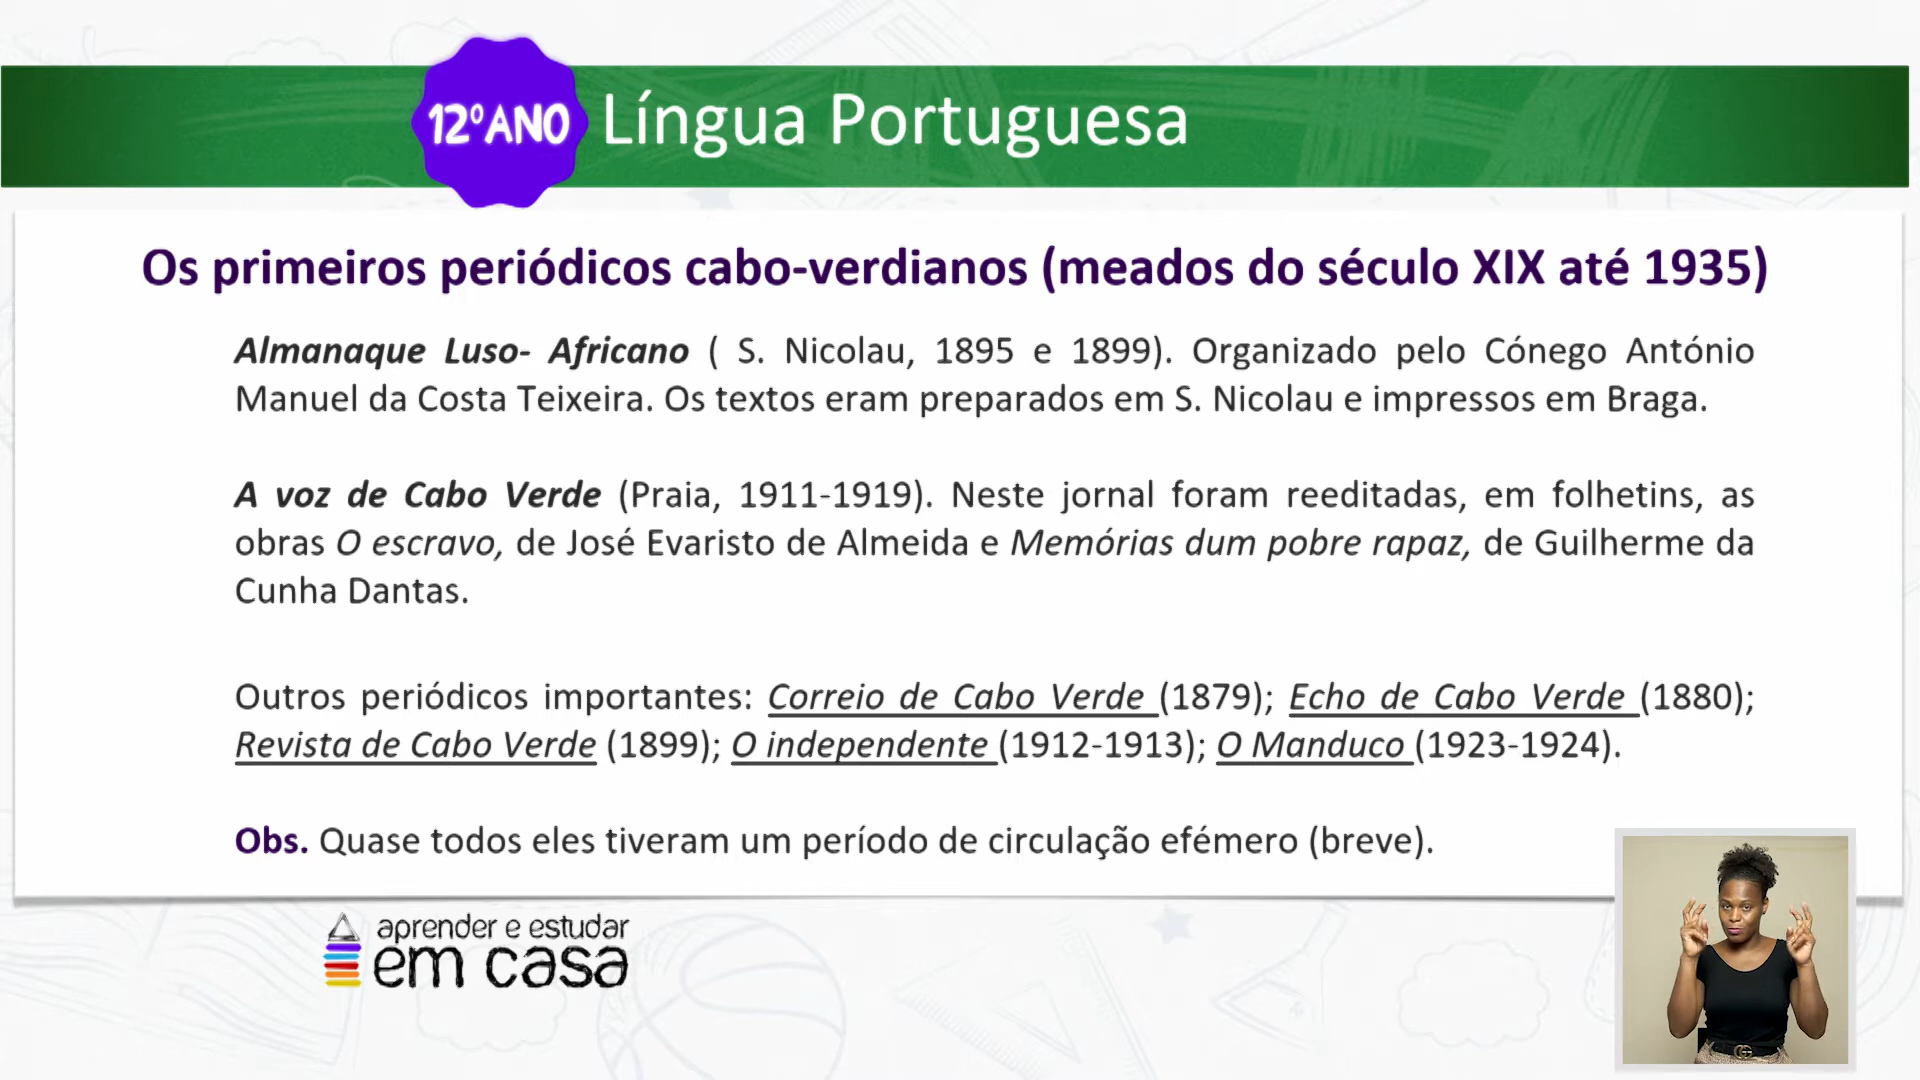 12ºANO Língua Portuguesa
Os primeiros periódicos cabo-verdianos (meados do século XIX até 1935)
Almanaque Luso- Africano ( S. Nicolau, 1895 e 1899). Organizado pelo Cónego António
Manuel da Costa Teixeira. Os textos eram preparados em S. Nicolau e impressos em Braga.
A voz de Cabo Verde (Praia, 1911-1919). Neste jornal foram reeditadas, em folhetins, as
obras O escravo, de José Evaristo de Almeida e Memórias dum pobre rapaz, de Guilherme da
Cunha Dantas.
Outros periódicos importantes: Correio de Cabo Verde (1879); Echo de Cabo Verde (1880);
Revista de Cabo Verde (1899); O independente (1912-1913); O Manduco (1923-1924).
Obs. Quase todos eles tiveram um período de circulação efémero (breve).
aprender e estudar
em casa